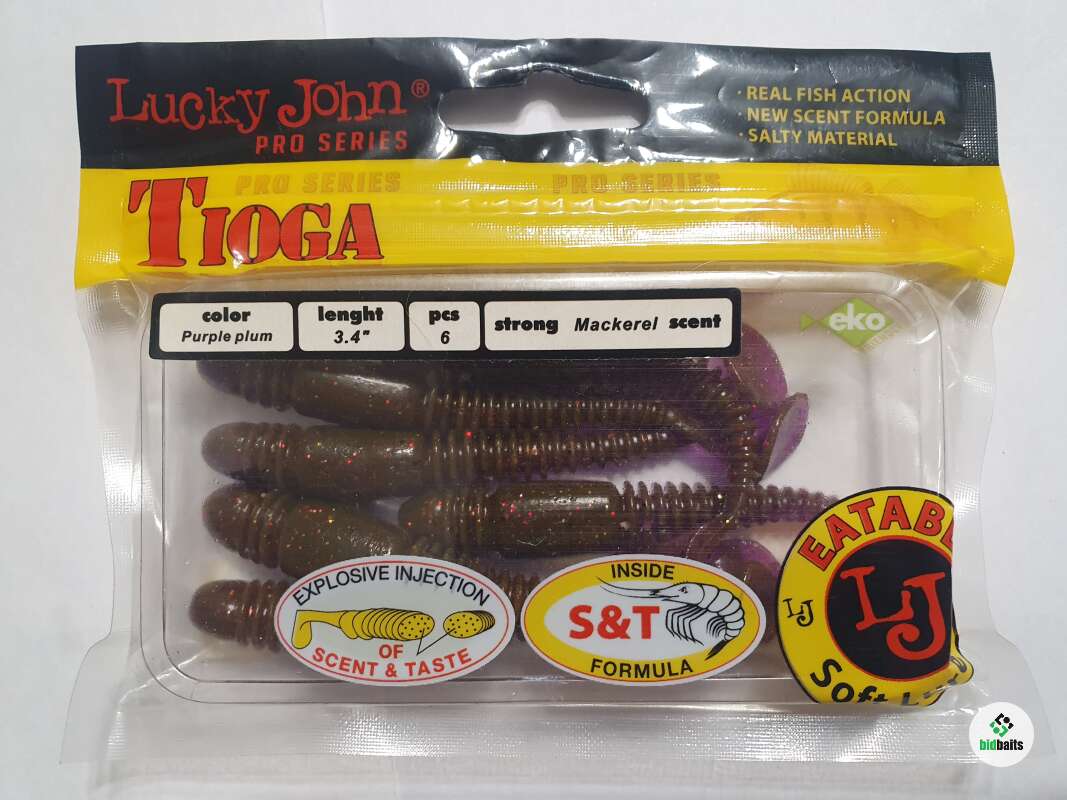 Lucky John®
PRO SERIES
· REAL FISH ACTION
· NEW SCENT FORMULA
· SALTY MATERIAL
PRO SERIES PRO SERIES
TIOGA
color
Purple plum
lenght
3.4"
pcs
6
strong Mackerel scent
eko
EXPLOSIVE INJECTION
OF
SCENT & TASTE
INSIDE
S&T
FORMULA
EATABL
LJ
LJ
Soft
bidbaits